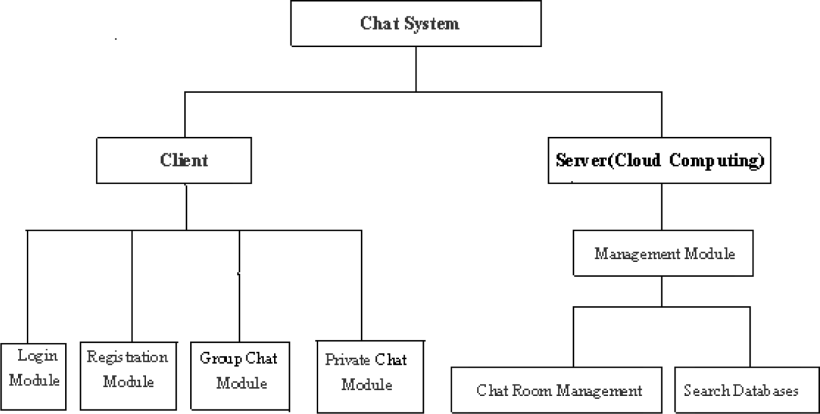 Chat System
Client
Server(Cloud Computing)
Management Module
Login
Module
Registration
Module
Group Chat
Module
Private Chat
Module
Chat Room Management
Search Databases